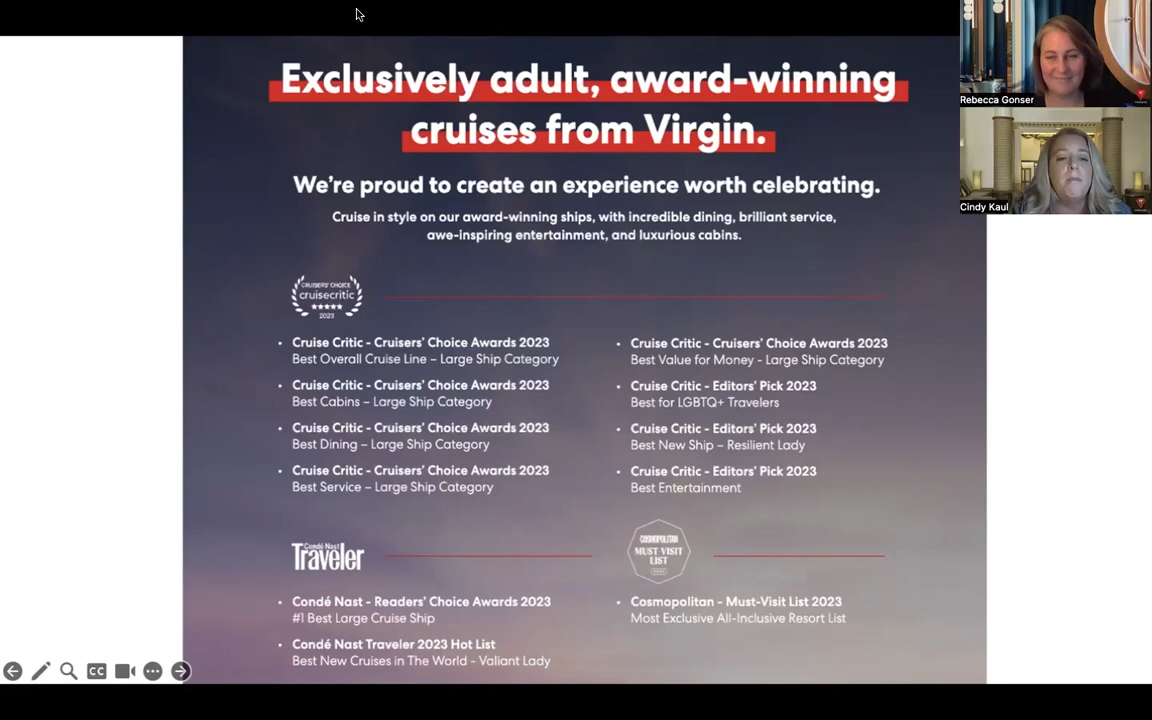 Exclusively adult, award-winning
cruises from Virgin.
We're proud to create an experience worth celebrating.
Cruise in style on our award-winning ships, with incredible dining, brilliant service,
awe-inspiring entertainment, and luxurious cabins.
CRUISERS' CHOICE
cruisecritic
2023
• Cruise Critic - Cruisers' Choice Awards 2023
Best Overall Cruise Line – Large Ship Category
• Cruise Critic - Cruisers' Choice Awards 2023
Best Cabins – Large Ship Category
• Cruise Critic - Cruisers' Choice Awards 2023
Best Dining – Large Ship Category
• Cruise Critic - Cruisers' Choice Awards 2023
Best Service – Large Ship Category
• Cruise Critic - Cruisers' Choice Awards 2023
Best Value for Money - Large Ship Category
• Cruise Critic - Editors' Pick 2023
Best for LGBTQ+ Travelers
• Cruise Critic - Editors' Pick 2023
Best New Ship – Resilient Lady
• Cruise Critic - Editors' Pick 2023
Best Entertainment
Condé Nast
Traveler
• Condé Nast - Readers' Choice Awards 2023
#1 Best Large Cruise Ship
• Condé Nast Traveler 2023 Hot List
Best New Cruises in The World - Valiant Lady
COSMOPOLITAN
MUST-VISIT
LIST
• Cosmopolitan - Must-Visit List 2023
Most Exclusive All-Inclusive Resort List
Rebecca Gonser
Cindy Kaul
CC